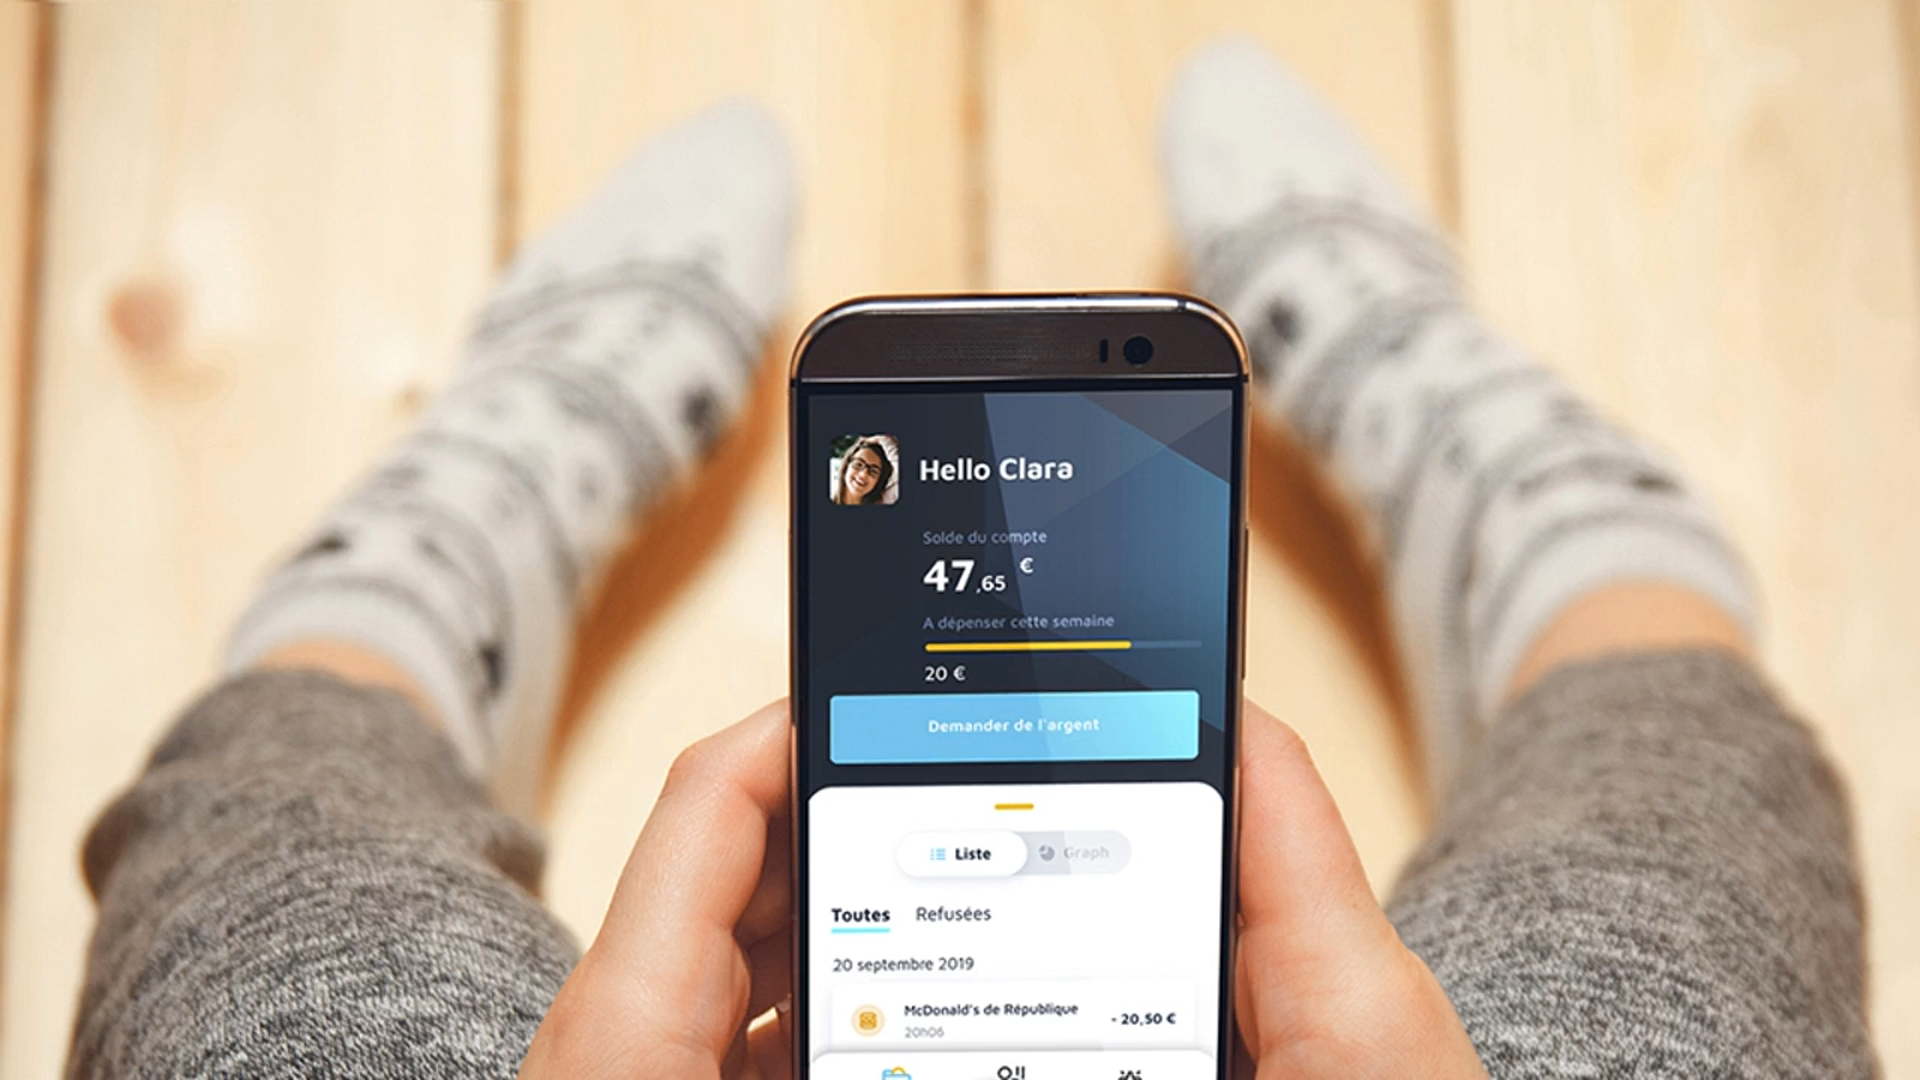 Hello Clara
Solde du compte
47,65 €
A dépenser cette semaine
20 €
Demander de l'argent
Liste Graph
Toutes Refusées
20 septembre 2019
McDonald's de République
- 20,50 €
20h06